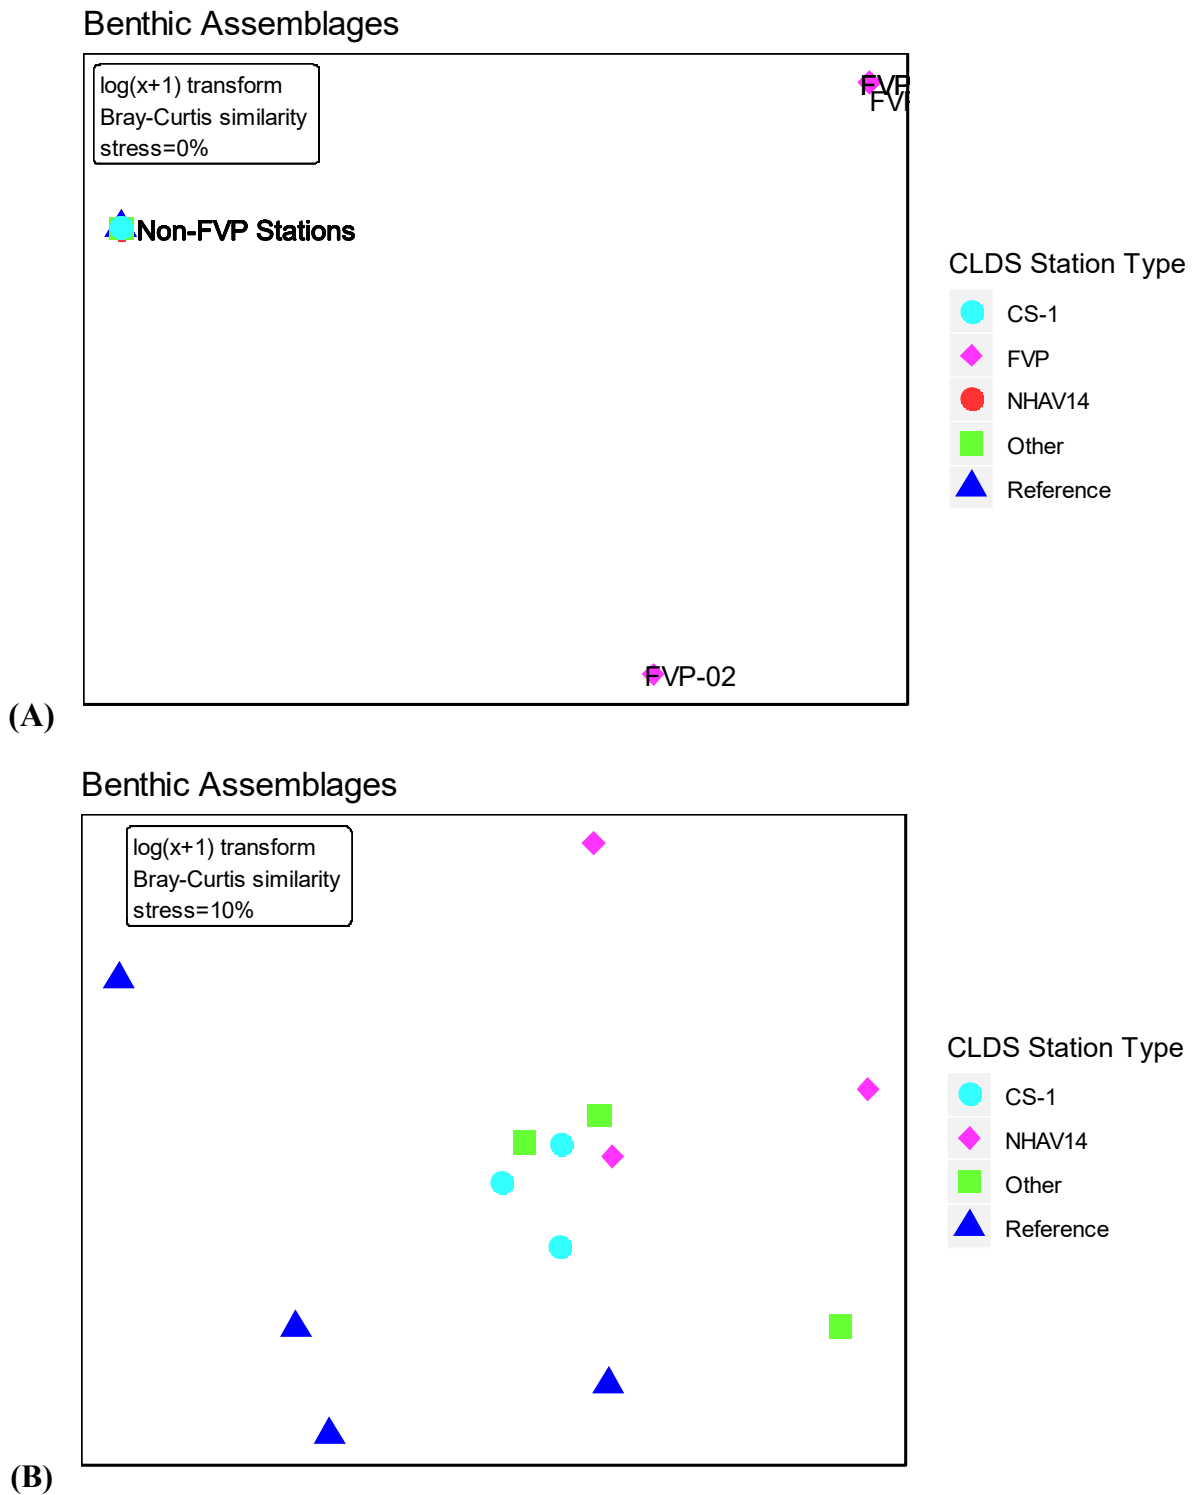 Benthic Assemblages
log(x+1) transform
Bray-Curtis similarity
stress=0%
FVP
Non-FVP Stations
FVP-02
CLDS Station Type
CS-1
FVP
NHAV14
Other
Reference
(A)
Benthic Assemblages
log(x+1) transform
Bray-Curtis similarity
stress=10%
CLDS Station Type
CS-1
NHAV14
Other
Reference
(B)